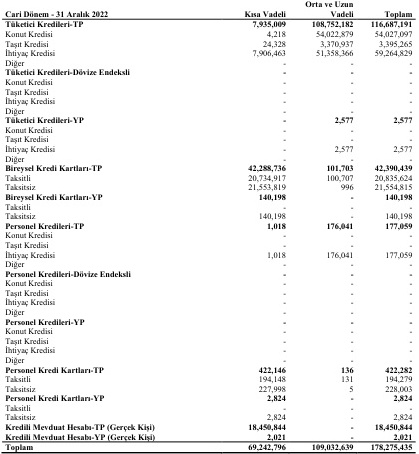 Orta ve Uzun
Cari Dönem - 31 Aralık 2022 Kısa Vadeli Vadeli Toplam
Tüketici Kredileri-TP 7,935,009 108,752,182 116,687,191
Konut Kredisi 4,218 54,022,879 54,027,097
Taşıt Kredisi 24,328 3,370,937 3,395,265
İhtiyaç Kredisi 7,906,463 51,358,366 59,264,829
Diğer - - -
Tüketici Kredileri-Dövize Endeksli - - -
Konut Kredisi - - -
Taşıt Kredisi - - -
İhtiyaç Kredisi - - -
Diğer - - -
Tüketici Kredileri-YP - 2,577 2,577
Konut Kredisi - - -
Taşıt Kredisi - - -
İhtiyaç Kredisi - 2,577 2,577
Diğer - - -
Bireysel Kredi Kartları-TP 42,288,736 101,703 42,390,439
Taksitli 20,734,917 100,707 20,835,624
Taksitsiz 21,553,819 996 21,554,815
Bireysel Kredi Kartları-YP 140,198 - 140,198
Taksitli - - -
Taksitsiz 140,198 - 140,198
Personel Kredileri-TP 1,018 176,041 177,059
Konut Kredisi - - -
Taşıt Kredisi - - -
İhtiyaç Kredisi 1,018 176,041 177,059
Diğer - - -
Personel Kredileri-Dövize Endeksli - - -
Konut Kredisi - - -
Taşıt Kredisi - - -
İhtiyaç Kredisi - - -
Diğer - - -
Personel Kredileri-YP - - -
Konut Kredisi - - -
Taşıt Kredisi - - -
İhtiyaç Kredisi - - -
Diğer - - -
Personel Kredi Kartları-TP 422,146 136 422,282
Taksitli 194,148 131 194,279
Taksitsiz 227,998 5 228,003
Personel Kredi Kartları-YP 2,824 - 2,824
Taksitli - - -
Taksitsiz 2,824 - 2,824
Kredili Mevduat Hesabı-TP (Gerçek Kişi) 18,450,844 - 18,450,844
Kredili Mevduat Hesabı-YP (Gerçek Kişi) 2,021 - 2,021
Toplam 69,242,796 109,032,639 178,275,435